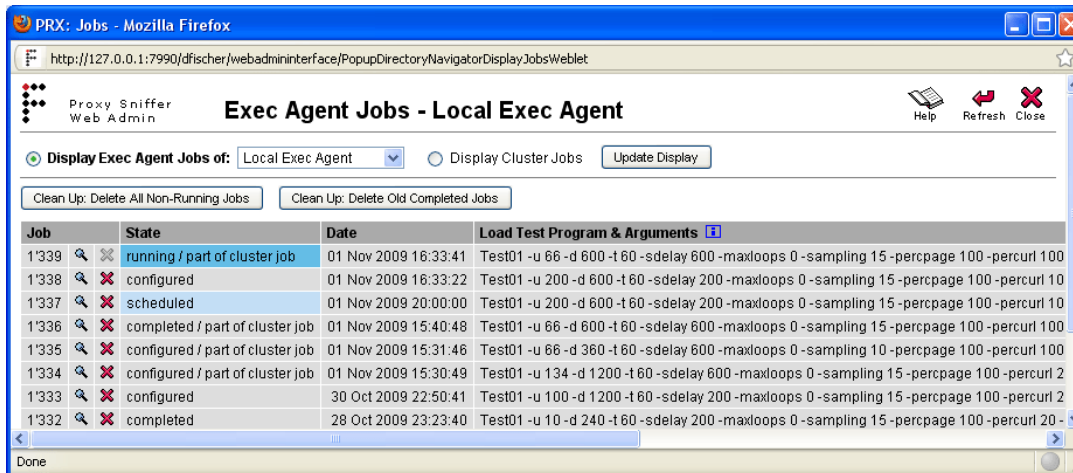 PRX: Jobs - Mozilla Firefox
http://127.0.0.1:7990/dfischer/webadmininterface/PopupDirectoryNavigatorDisplayJobsWeblet
Proxy Sniffer
Web Admin
Exec Agent Jobs - Local Exec Agent
Help Refresh Close
Display Exec Agent Jobs of: Local Exec Agent Display Cluster Jobs Update Display
Clean Up: Delete All Non-Running Jobs Clean Up: Delete Old Completed Jobs
Job State Date Load Test Program & Arguments i
1'339 running / part of cluster job 01 Nov 2009 16:33:41 Test01 -u 66 -d 600 -t 60 -sdelay 600 -maxloops 0 -sampling 15 -percpage 100 -percurl 100
1'338 configured 01 Nov 2009 16:33:22 Test01 -u 200 -d 600 -t 60 -sdelay 200 -maxloops 0 -sampling 15 -percpage 100 -percurl 10
1'337 scheduled 01 Nov 2009 20:00:00 Test01 -u 200 -d 600 -t 60 -sdelay 200 -maxloops 0 -sampling 15 -percpage 100 -percurl 10
1'336 completed / part of cluster job 01 Nov 2009 15:40:48 Test01 -u 66 -d 600 -t 60 -sdelay 600 -maxloops 0 -sampling 15 -percpage 100 -percurl 100
1'335 configured / part of cluster job 01 Nov 2009 15:31:46 Test01 -u 66 -d 360 -t 60 -sdelay 600 -maxloops 0 -sampling 10 -percpage 100 -percurl 100
1'334 configured / part of cluster job 01 Nov 2009 15:30:49 Test01 -u 134 -d 1200 -t 60 -sdelay 200 -maxloops 0 -sampling 15 -percpage 100 -percurl 2
1'333 configured 30 Oct 2009 22:50:41 Test01 -u 100 -d 1200 -t 60 -sdelay 200 -maxloops 0 -sampling 15 -percpage 100 -percurl 2
1'332 completed 28 Oct 2009 23:23:40 Test01 -u 10 -d 240 -t 60 -sdelay 200 -maxloops 0 -sampling 15 -percpage 100 -percurl 20 -
Done